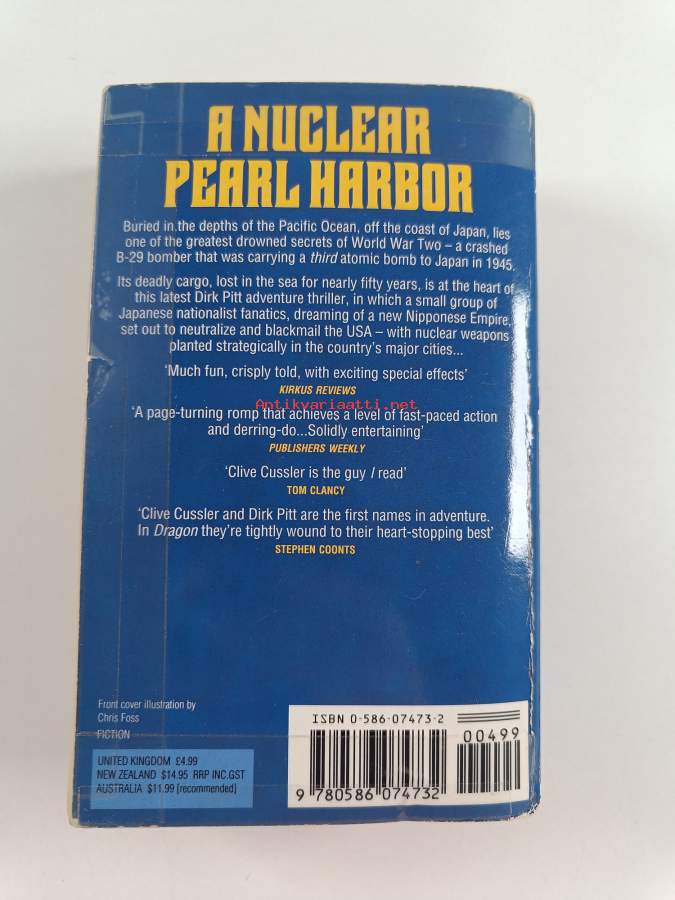 A NUCLEAR
PEARL HARBOR
Buried in the depths of the Pacific Ocean, off the coast of Japan, lies
one of the greatest drowned secrets of World War Two – a crashed
B-29 bomber that was carrying a third atomic bomb to Japan in 1945.
Its deadly cargo, lost in the sea for nearly fifty years, is at the heart of
this latest Dirk Pitt adventure thriller, in which a small group of
Japanese nationalist fanatics, dreaming of a new Nipponese Empire,
set out to neutralize and blackmail the USA – with nuclear weapons
planted strategically in the country's major cities...
'Much fun, crisply told, with exciting special effects'
KIRKUS REVIEWS
Antikvariaatti.net
'A page-turning romp that achieves a level of fast-paced action
and derring-do...Solidly entertaining'
PUBLISHERS WEEKLY
'Clive Cussler is the guy I read'
TOM CLANCY
'Clive Cussler and Dirk Pitt are the first names in adventure.
In Dragon they're tightly wound to their heart-stopping best'
STEPHEN COONTS
Front cover illustration by
Chris Foss
FICTION
UNITED KINGDOM £4.99
NEW ZEALAND $14.95 RRP INC.GST
AUSTRALIA $11.99 (recommended)
ISBN 0-586-07473-2
00499
9 780586 074732